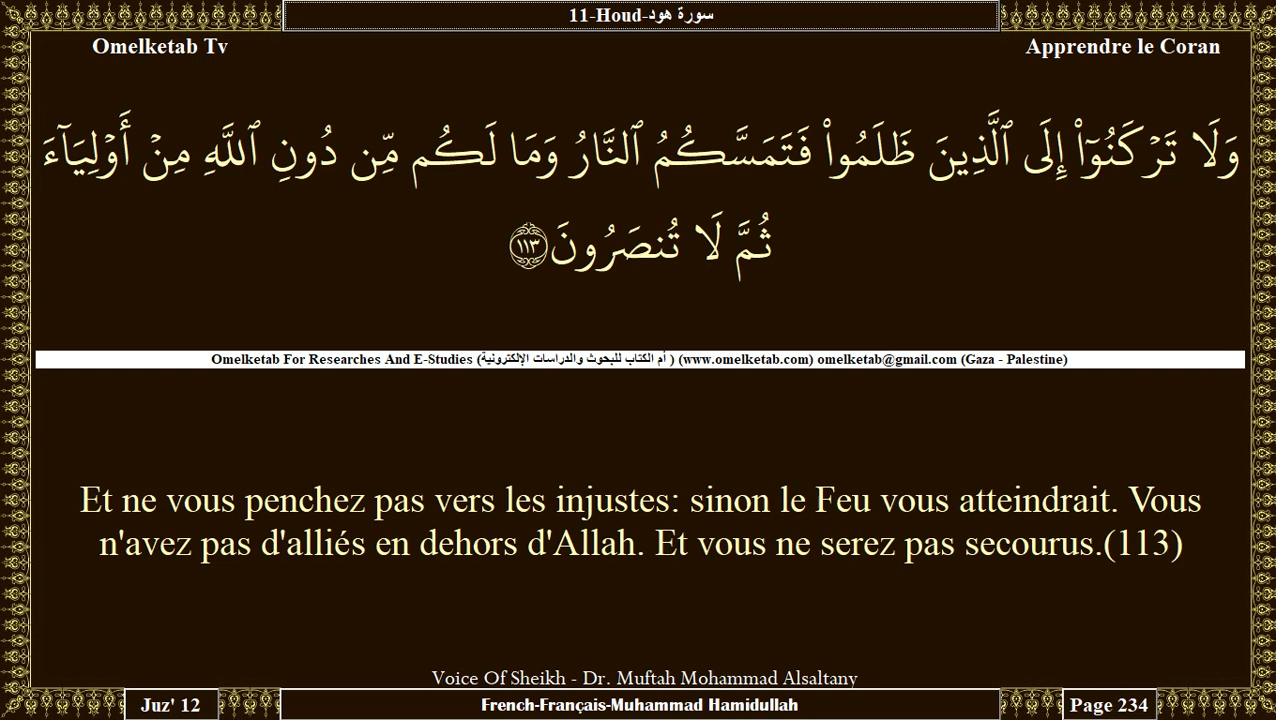 11-Houd-سورة هود
Omelketab Tv
Apprendre le Coran
وَلَا تَرْكَنُوٓا۟ إِلَى ٱلَّذِينَ ظَلَمُوا۟ فَتَمَسَّكُمُ ٱلنَّارُ وَمَا لَكُم مِّن دُونِ ٱللَّهِ مِنْ أَوْلِيَآءَ
ثُمَّ لَا تُنصَرُونَ ١١٣
Omelketab For Researches And E-Studies (أم الكتاب للبحوث والدراسات الإلكترونية ) (www.omelketab.com) omelketab@gmail.com (Gaza - Palestine)
Et ne vous penchez pas vers les injustes: sinon le Feu vous atteindrait. Vous
n'avez pas d'alliés en dehors d'Allah. Et vous ne serez pas secourus.(113)
Voice Of Sheikh - Dr. Muftah Mohammad Alsaltany
Juz' 12
French-Français-Muhammad Hamidullah
Page 234